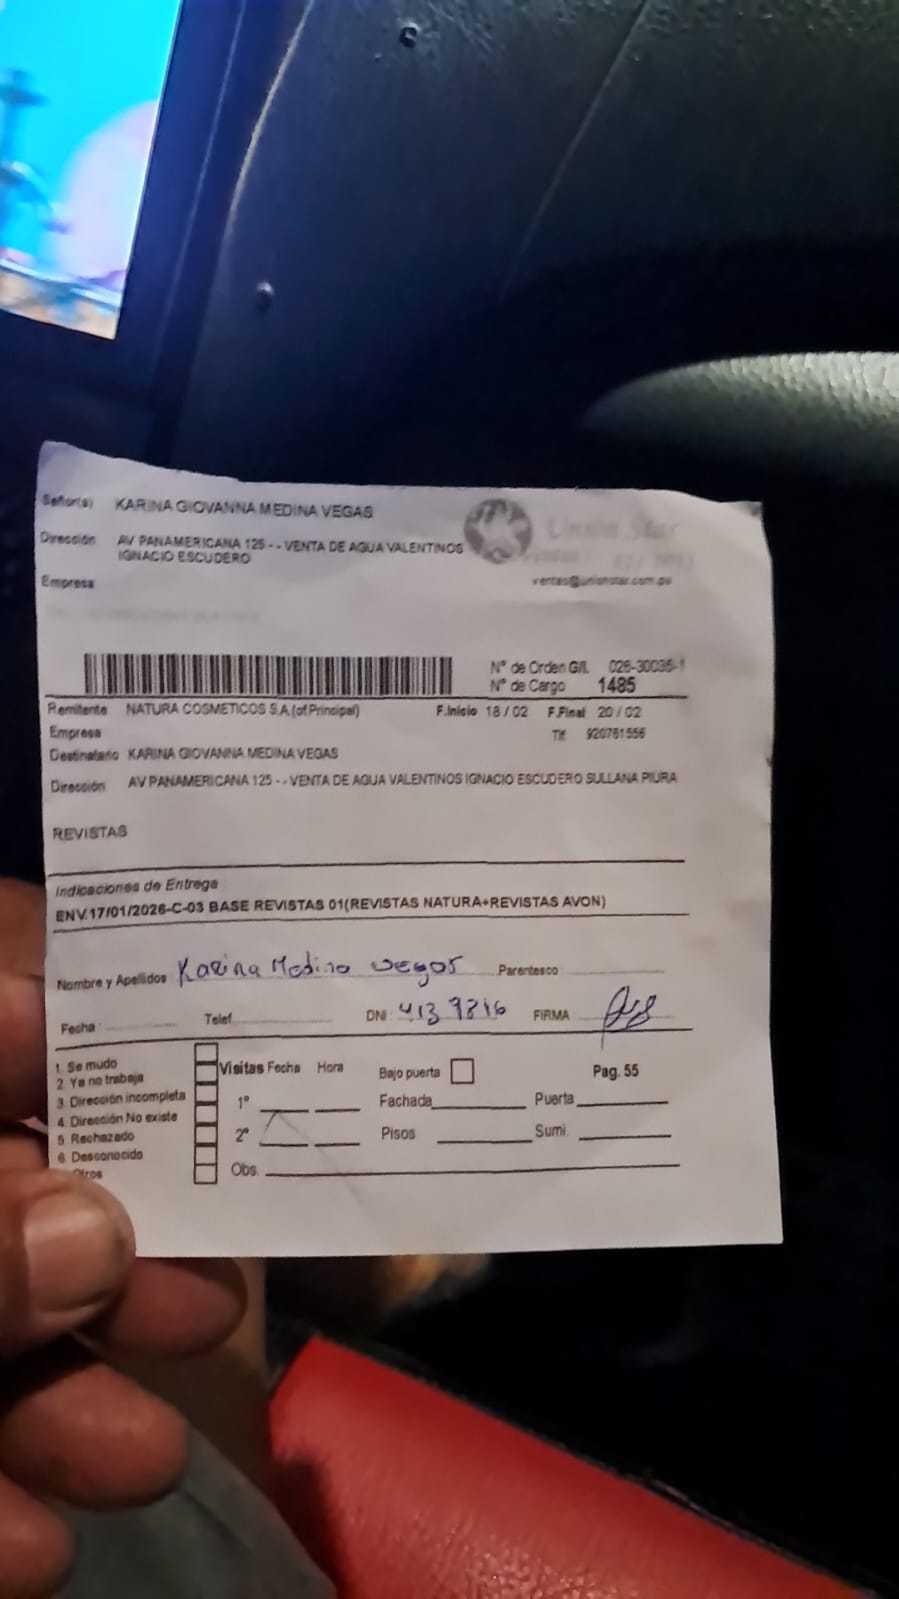 Señor(s) KARINA GIOVANNA MEDINA VEGAS
Dirección AV PANAMERICANA 125 - - VENTA DE AGUA VALENTINOS
IGNACIO ESCUDERO
Union Star
Empresa
ventas@unionstar.com.pe
N° de Orden G/L 026-30035-1
N° de Cargo 1485
Remitente NATURA COSMETICOS S.A.(of.Principal) F.Inicio 18 / 02 F.Final 20 / 02
Empresa Tlf 920781556
Destinatario KARINA GIOVANNA MEDINA VEGAS
Dirección AV PANAMERICANA 125 - - VENTA DE AGUA VALENTINOS IGNACIO ESCUDERO SULLANA PIURA
REVISTAS
Indicaciones de Entrega
ENV.17/01/2026-C-03 BASE REVISTAS 01(REVISTAS NATURA+REVISTAS AVON)
Nombre y Apellidos Karina Medina vegas Parentesco
Fecha : Telef. DNI : FIRMA
1. Se mudo
2. Ya no trabaja
3. Dirección incompleta
4. Dirección No existe
5. Rechazado
6. Desconocido
Otros
Visitas Fecha Hora Bajo puerta Pag. 55
1° Fachada Puerta
2° Pisos Sumi.
Obs.